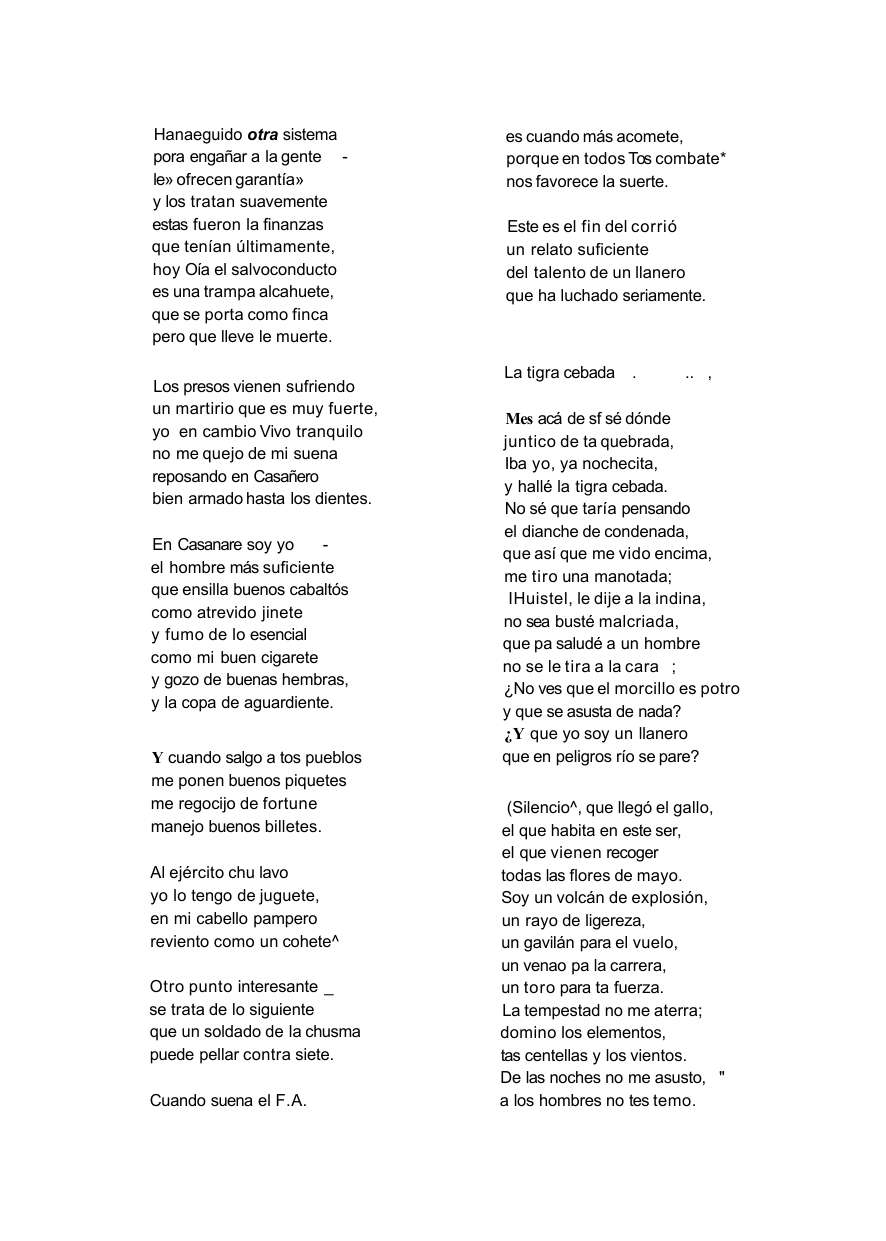 Hanaeguido otra sistema
pora engañar a la gente -
le» ofrecen garantía»
y los tratan suavemente
estas fueron la finanzas
que tenían últimamente,
hoy Oía el salvoconducto
es una trampa alcahuete,
que se porta como finca
pero que lleve le muerte.
Los presos vienen sufriendo
un martirio que es muy fuerte,
yo en cambio Vivo tranquilo
no me quejo de mi suena
reposando en Casañero
bien armado hasta los dientes.
En Casanare soy yo -
el hombre más suficiente
que ensilla buenos cabaltós
como atrevido jinete
y fumo de lo esencial
como mi buen cigarete
y gozo de buenas hembras,
y la copa de aguardiente.
Y cuando salgo a tos pueblos
me ponen buenos piquetes
me regocijo de fortune
manejo buenos billetes.
Al ejército chu lavo
yo lo tengo de juguete,
en mi cabello pampero
reviento como un cohete^
Otro punto interesante _
se trata de lo siguiente
que un soldado de la chusma
puede pellar contra siete.
Cuando suena el F.A.
es cuando más acomete,
porque en todos Tos combate*
nos favorece la suerte.
Este es el fin del corrió
un relato suficiente
del talento de un llanero
que ha luchado seriamente.
La tigra cebada . .. ,
Mes acá de sf sé dónde
juntico de ta quebrada,
Iba yo, ya nochecita,
y hallé la tigra cebada.
No sé que taría pensando
el dianche de condenada,
que así que me vido encima,
me tiro una manotada;
IHuistel, le dije a la indina,
no sea busté malcriada,
que pa saludé a un hombre
no se le tira a la cara ;
¿No ves que el morcillo es potro
y que se asusta de nada?
¿Y que yo soy un llanero
que en peligros río se pare?
(Silencio^, que llegó el gallo,
el que habita en este ser,
el que vienen recoger
todas las flores de mayo.
Soy un volcán de explosión,
un rayo de ligereza,
un gavilán para el vuelo,
un venao pa la carrera,
un toro para ta fuerza.
La tempestad no me aterra;
domino los elementos,
tas centellas y los vientos.
De las noches no me asusto, "
a los hombres no tes temo.